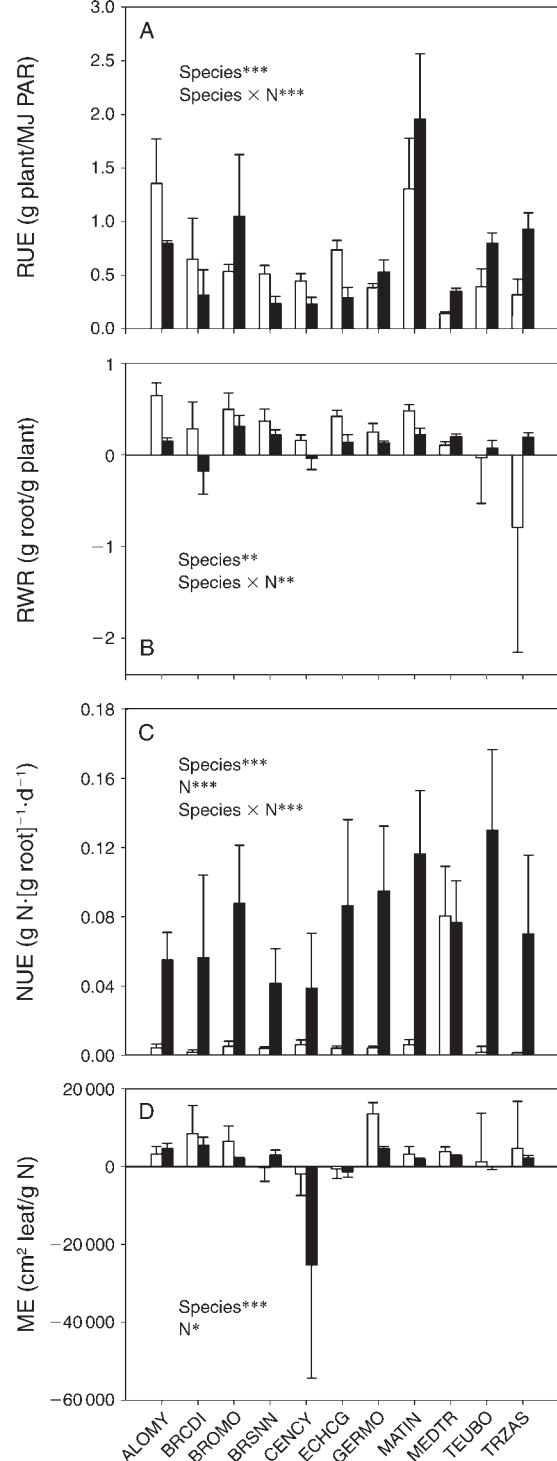 A
Species***
Species × N***
RUE (g plant/MJ PAR)
3.0
2.5
2.0
1.5
1.0
0.5
0.0
RWR (g root/g plant)
1
0
−1
−2
Species**
Species × N**
B
C
Species***
N***
Species × N***
NUE (g N·[g root]⁻¹·d⁻¹)
0.18
0.16
0.12
0.08
0.04
0.00
D
ME (cm² leaf/g N)
20 000
0
−20 000
−40 000
−60 000
Species***
N*
ALOMY
BRCDI
BROMO
BRSNN
CENCY
ECHCG
GERMO
MATIN
MEDTR
TEUBO
TRZAS